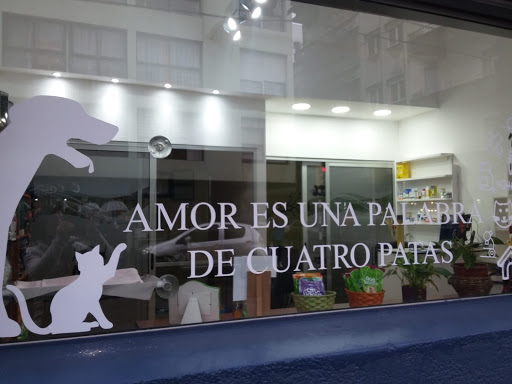 AMOR ES UNA PALABRA
DE CUATRO PATAS